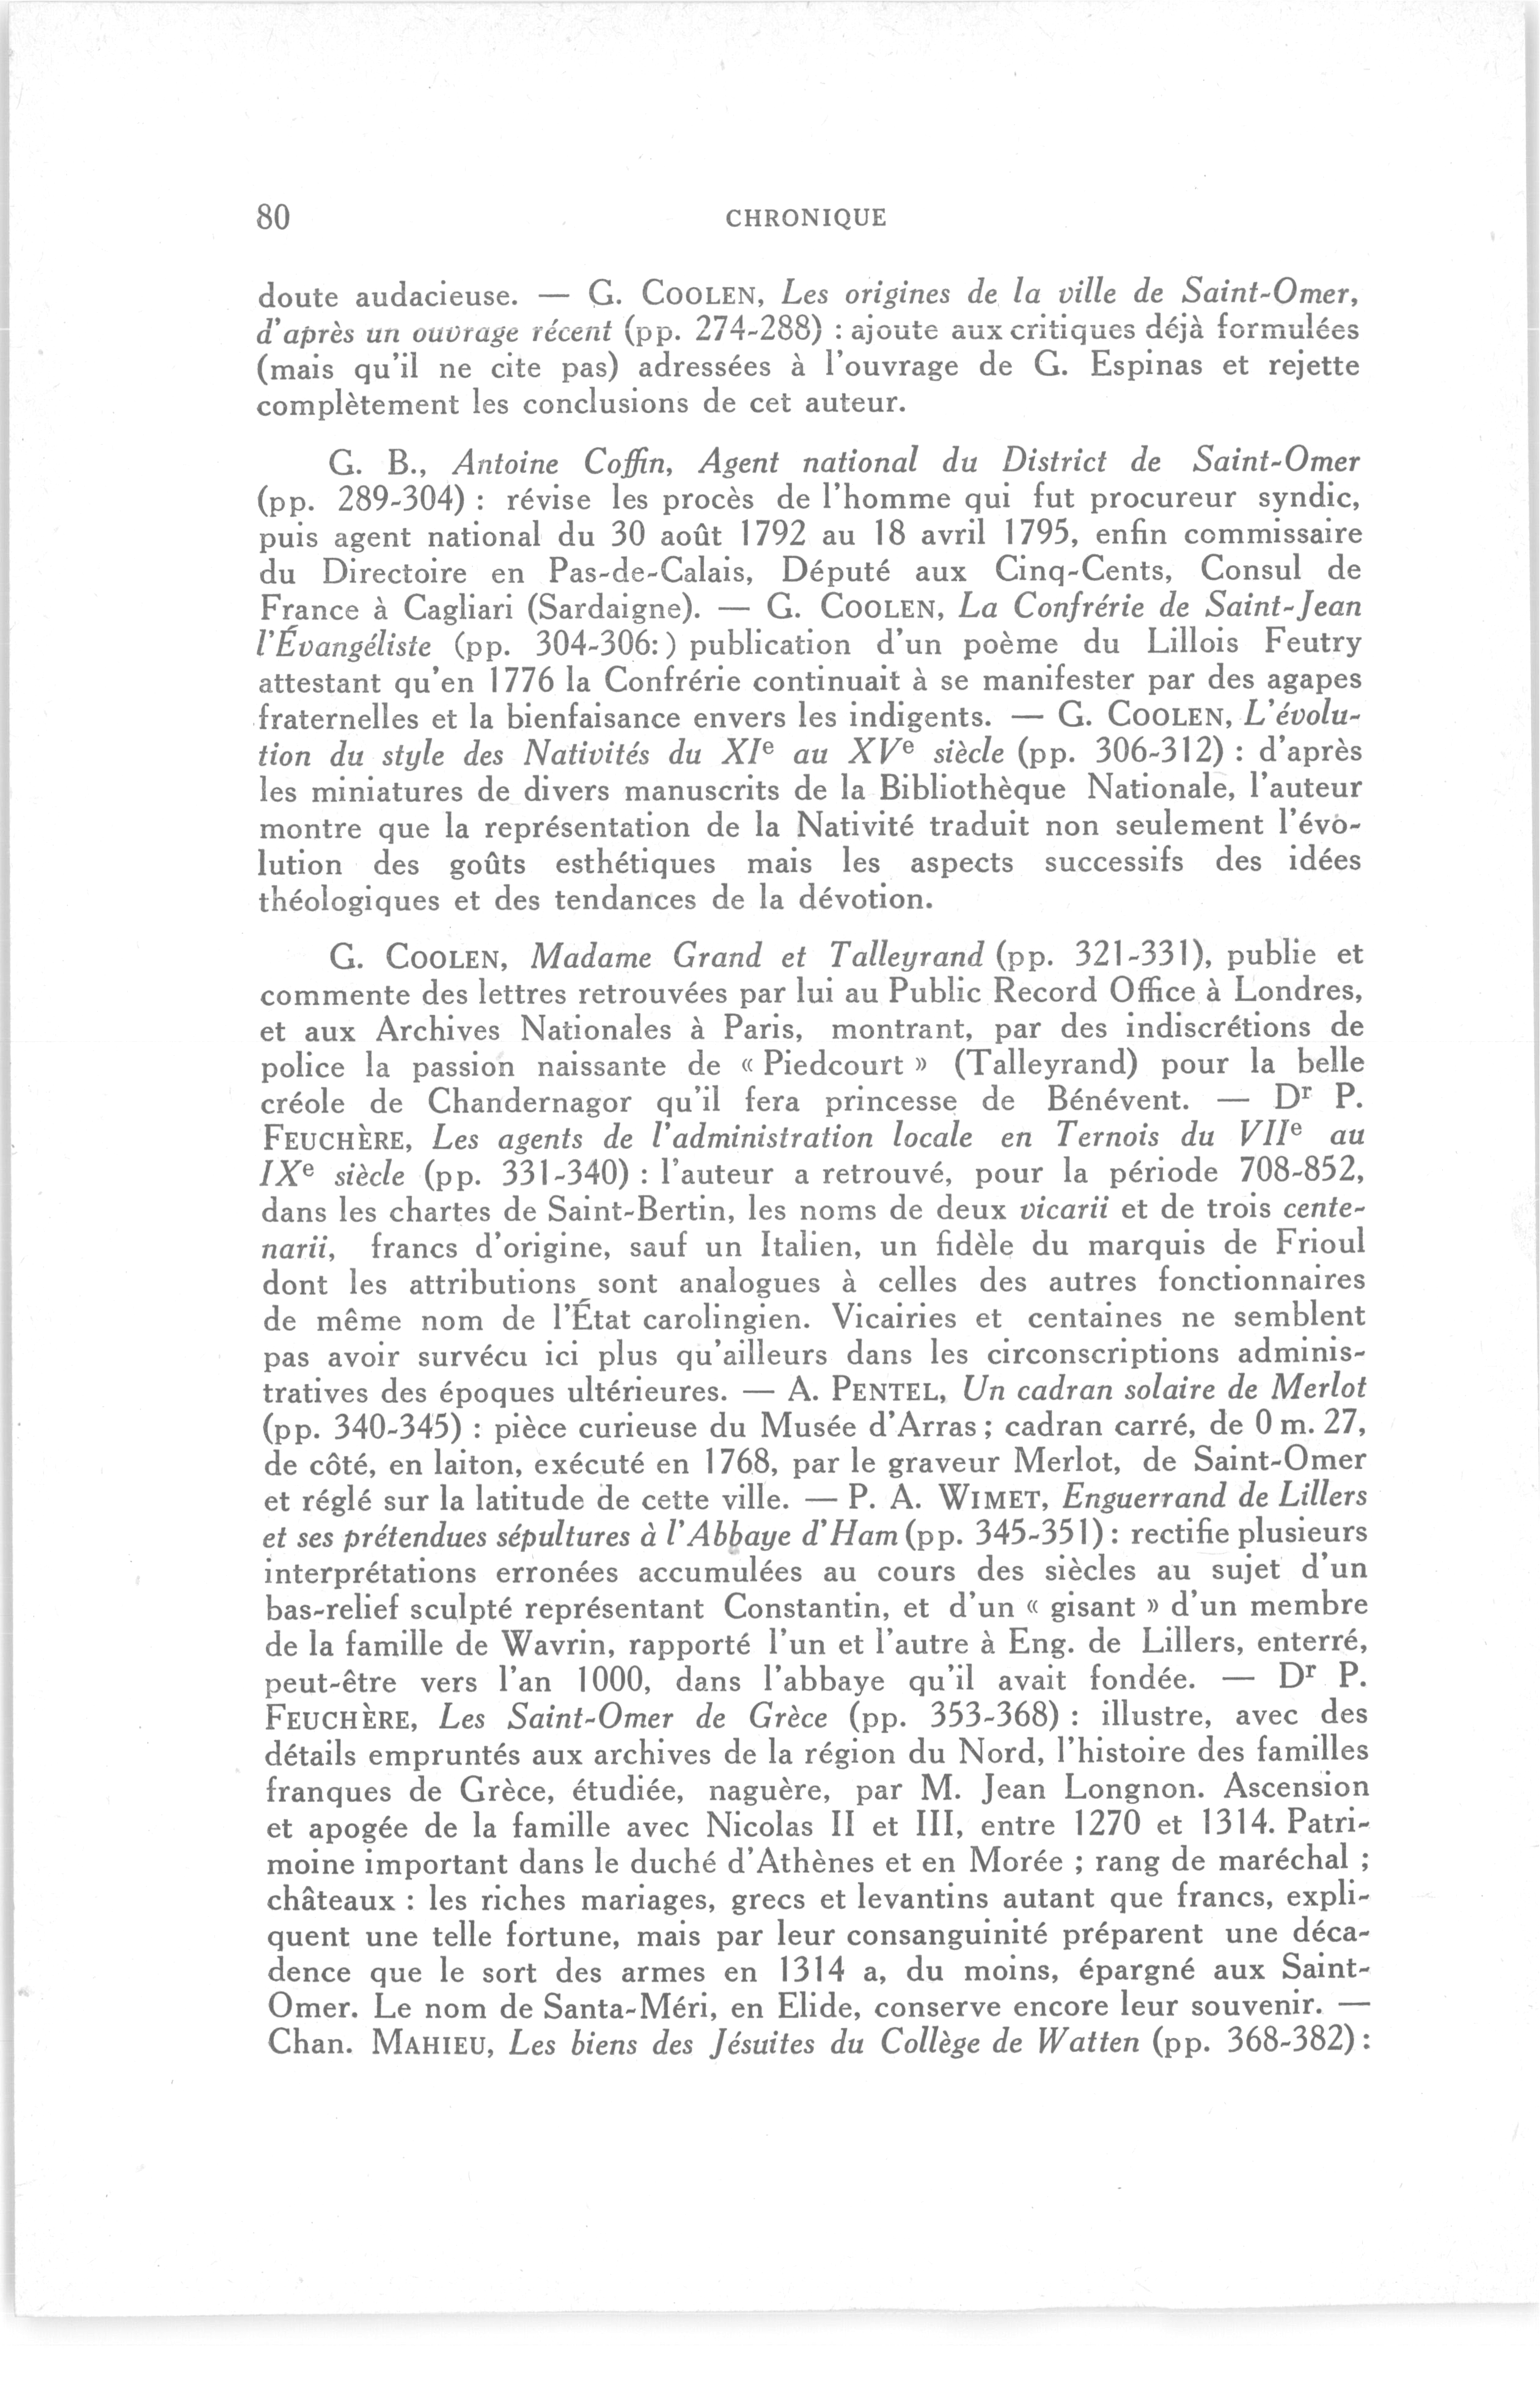 80
CHRONIQUE
doute audacieuse. — G. COOLEN, Les origines de la ville de Saint-Omer,
d'après un ouvrage récent (pp. 274-288) : ajoute aux critiques déjà formulées
(mais qu'il ne cite pas) adressées à l'ouvrage de G. Espinas et rejette
complètement les conclusions de cet auteur.
G. B., Antoine Coffin, Agent national du District de Saint-Omer
(pp. 289-304) : révise les procès de l'homme qui fut procureur syndic,
puis agent national du 30 août 1792 au 18 avril 1795, enfin commissaire
du Directoire en Pas-de-Calais, Député aux Cinq-Cents, Consul de
France à Cagliari (Sardaigne). — G. COOLEN, La Confrérie de Saint-Jean
l'Évangéliste (pp. 304-306: ) publication d'un poème du Lillois Feutry
attestant qu'en 1776 la Confrérie continuait à se manifester par des agapes
fraternelles et la bienfaisance envers les indigents. — G. COOLEN, L'évolu-
tion du style des Nativités du XIe au XVe siècle (pp. 306-312) : d'après
les miniatures de divers manuscrits de la Bibliothèque Nationale, l'auteur
montre que la représentation de la Nativité traduit non seulement l'évo-
lution des goûts esthétiques mais les aspects successifs des idées
théologiques et des tendances de la dévotion.
G. COOLEN, Madame Grand et Talleyrand (pp. 321-331), publie et
commente des lettres retrouvées par lui au Public Record Office à Londres,
et aux Archives Nationales à Paris, montrant, par des indiscrétions de
police la passion naissante de « Piedcourt » (Talleyrand) pour la belle
créole de Chandernagor qu'il fera princesse de Bénévent. — Dr P.
FEUCHÈRE, Les agents de l'administration locale en Ternois du VIIe au
IXe siècle (pp. 331-340) : l'auteur a retrouvé, pour la période 708-852,
dans les chartes de Saint-Bertin, les noms de deux vicarii et de trois cente-
narii, francs d'origine, sauf un Italien, un fidèle du marquis de Frioul
dont les attributions sont analogues à celles des autres fonctionnaires
de même nom de l'État carolingien. Vicairies et centaines ne semblent
pas avoir survécu ici plus qu'ailleurs dans les circonscriptions adminis-
tratives des époques ultérieures. — A. PENTEL, Un cadran solaire de Merlot
(pp. 340-345) : pièce curieuse du Musée d'Arras ; cadran carré, de 0 m. 27,
de côté, en laiton, exécuté en 1768, par le graveur Merlot, de Saint-Omer
et réglé sur la latitude de cette ville. — P. A. WIMET, Enguerrand de Lillers
et ses prétendues sépultures à l'Abbaye d'Ham (pp. 345-351) : rectifie plusieurs
interprétations erronées accumulées au cours des siècles au sujet d'un
bas-relief sculpté représentant Constantin, et d'un « gisant » d'un membre
de la famille de Wavrin, rapporté l'un et l'autre à Eng. de Lillers, enterré,
peut-être vers l'an 1000, dans l'abbaye qu'il avait fondée. — Dr P.
FEUCHÈRE, Les Saint-Omer de Grèce (pp. 353-368) : illustre, avec des
détails empruntés aux archives de la région du Nord, l'histoire des familles
franques de Grèce, étudiée, naguère, par M. Jean Longnon. Ascension
et apogée de la famille avec Nicolas II et III, entre 1270 et 1314. Patri-
moine important dans le duché d'Athènes et en Morée ; rang de maréchal ;
châteaux : les riches mariages, grecs et levantins autant que francs, expli-
quent une telle fortune, mais par leur consanguinité préparent une déca-
dence que le sort des armes en 1314 a, du moins, épargné aux Saint-
Omer. Le nom de Santa-Méri, en Elide, conserve encore leur souvenir. —
Chan. MAHIEU, Les biens des Jésuites du Collège de Watten (pp. 368-382) :